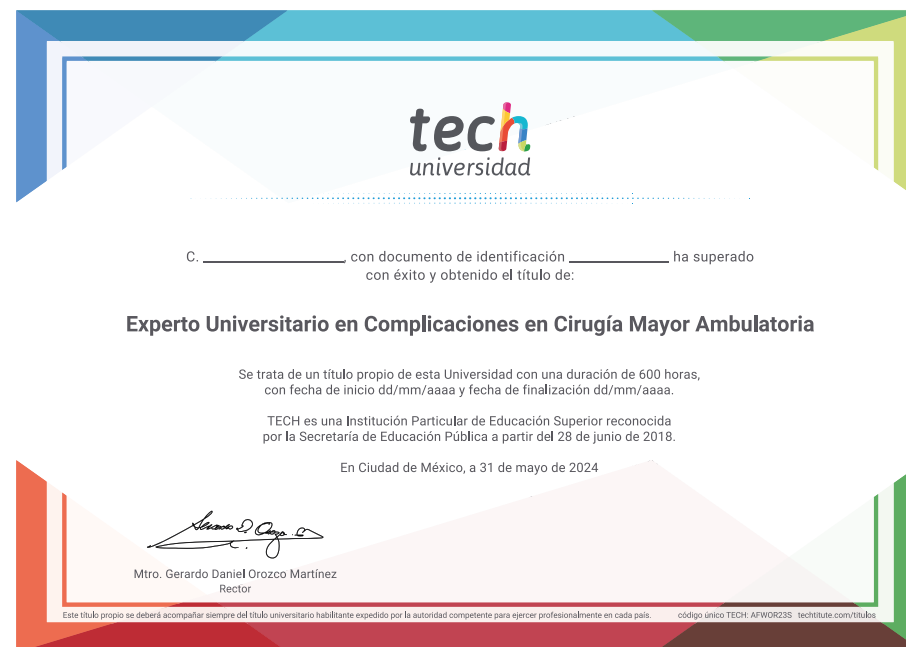 tech
universidad
C. ____________________, con documento de identificación ______________ ha superado
con éxito y obtenido el título de:
Experto Universitario en Complicaciones en Cirugía Mayor Ambulatoria
Se trata de un título propio de esta Universidad con una duración de 600 horas,
con fecha de inicio dd/mm/aaaa y fecha de finalización dd/mm/aaaa.
TECH es una Institución Particular de Educación Superior reconocida
por la Secretaría de Educación Pública a partir del 28 de junio de 2018.
En Ciudad de México, a 31 de mayo de 2024
Mtro. Gerardo Daniel Orozco Martínez
Rector
Este título propio se deberá acompañar siempre del título universitario habilitante expedido por la autoridad competente para ejercer profesionalmente en cada país. código único TECH: AFWOR23S techtitute.com/titulos